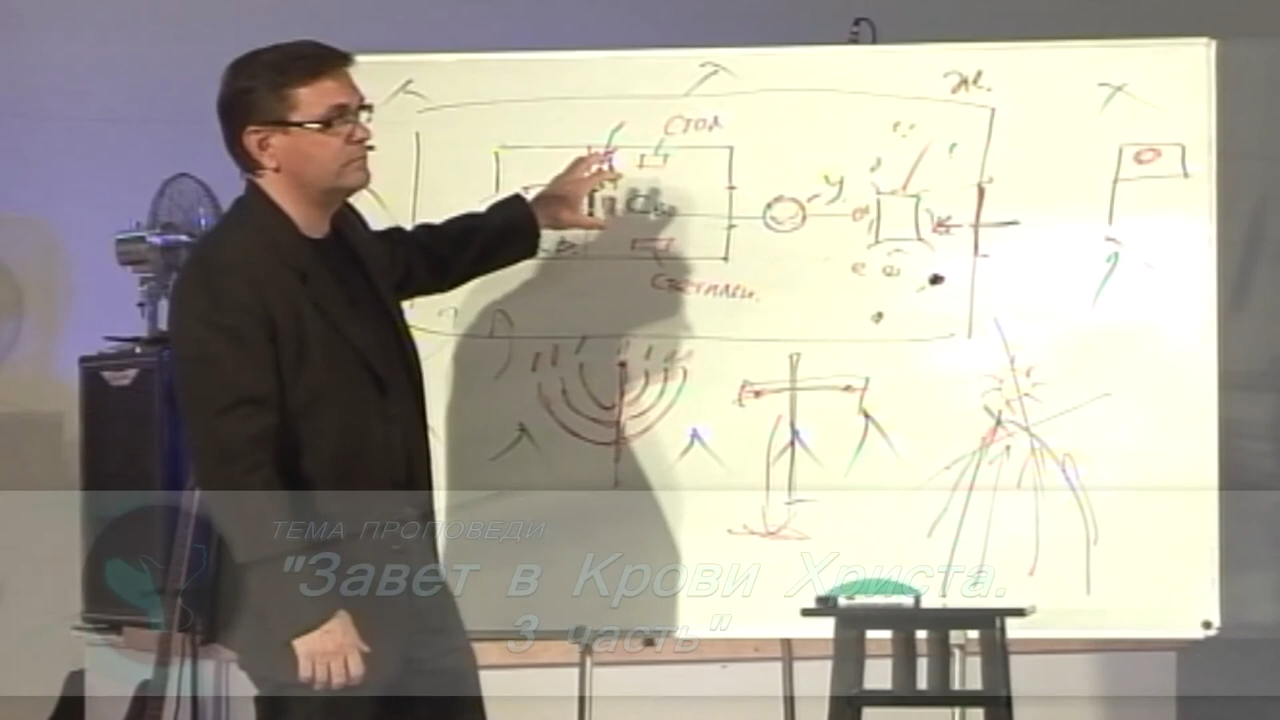 Ж.
СТОЛ
У.
СВЕТИЛЬН.
ТЕМА ПРОПОВЕДИ
"Завет в Крови Христа.
3 часть"